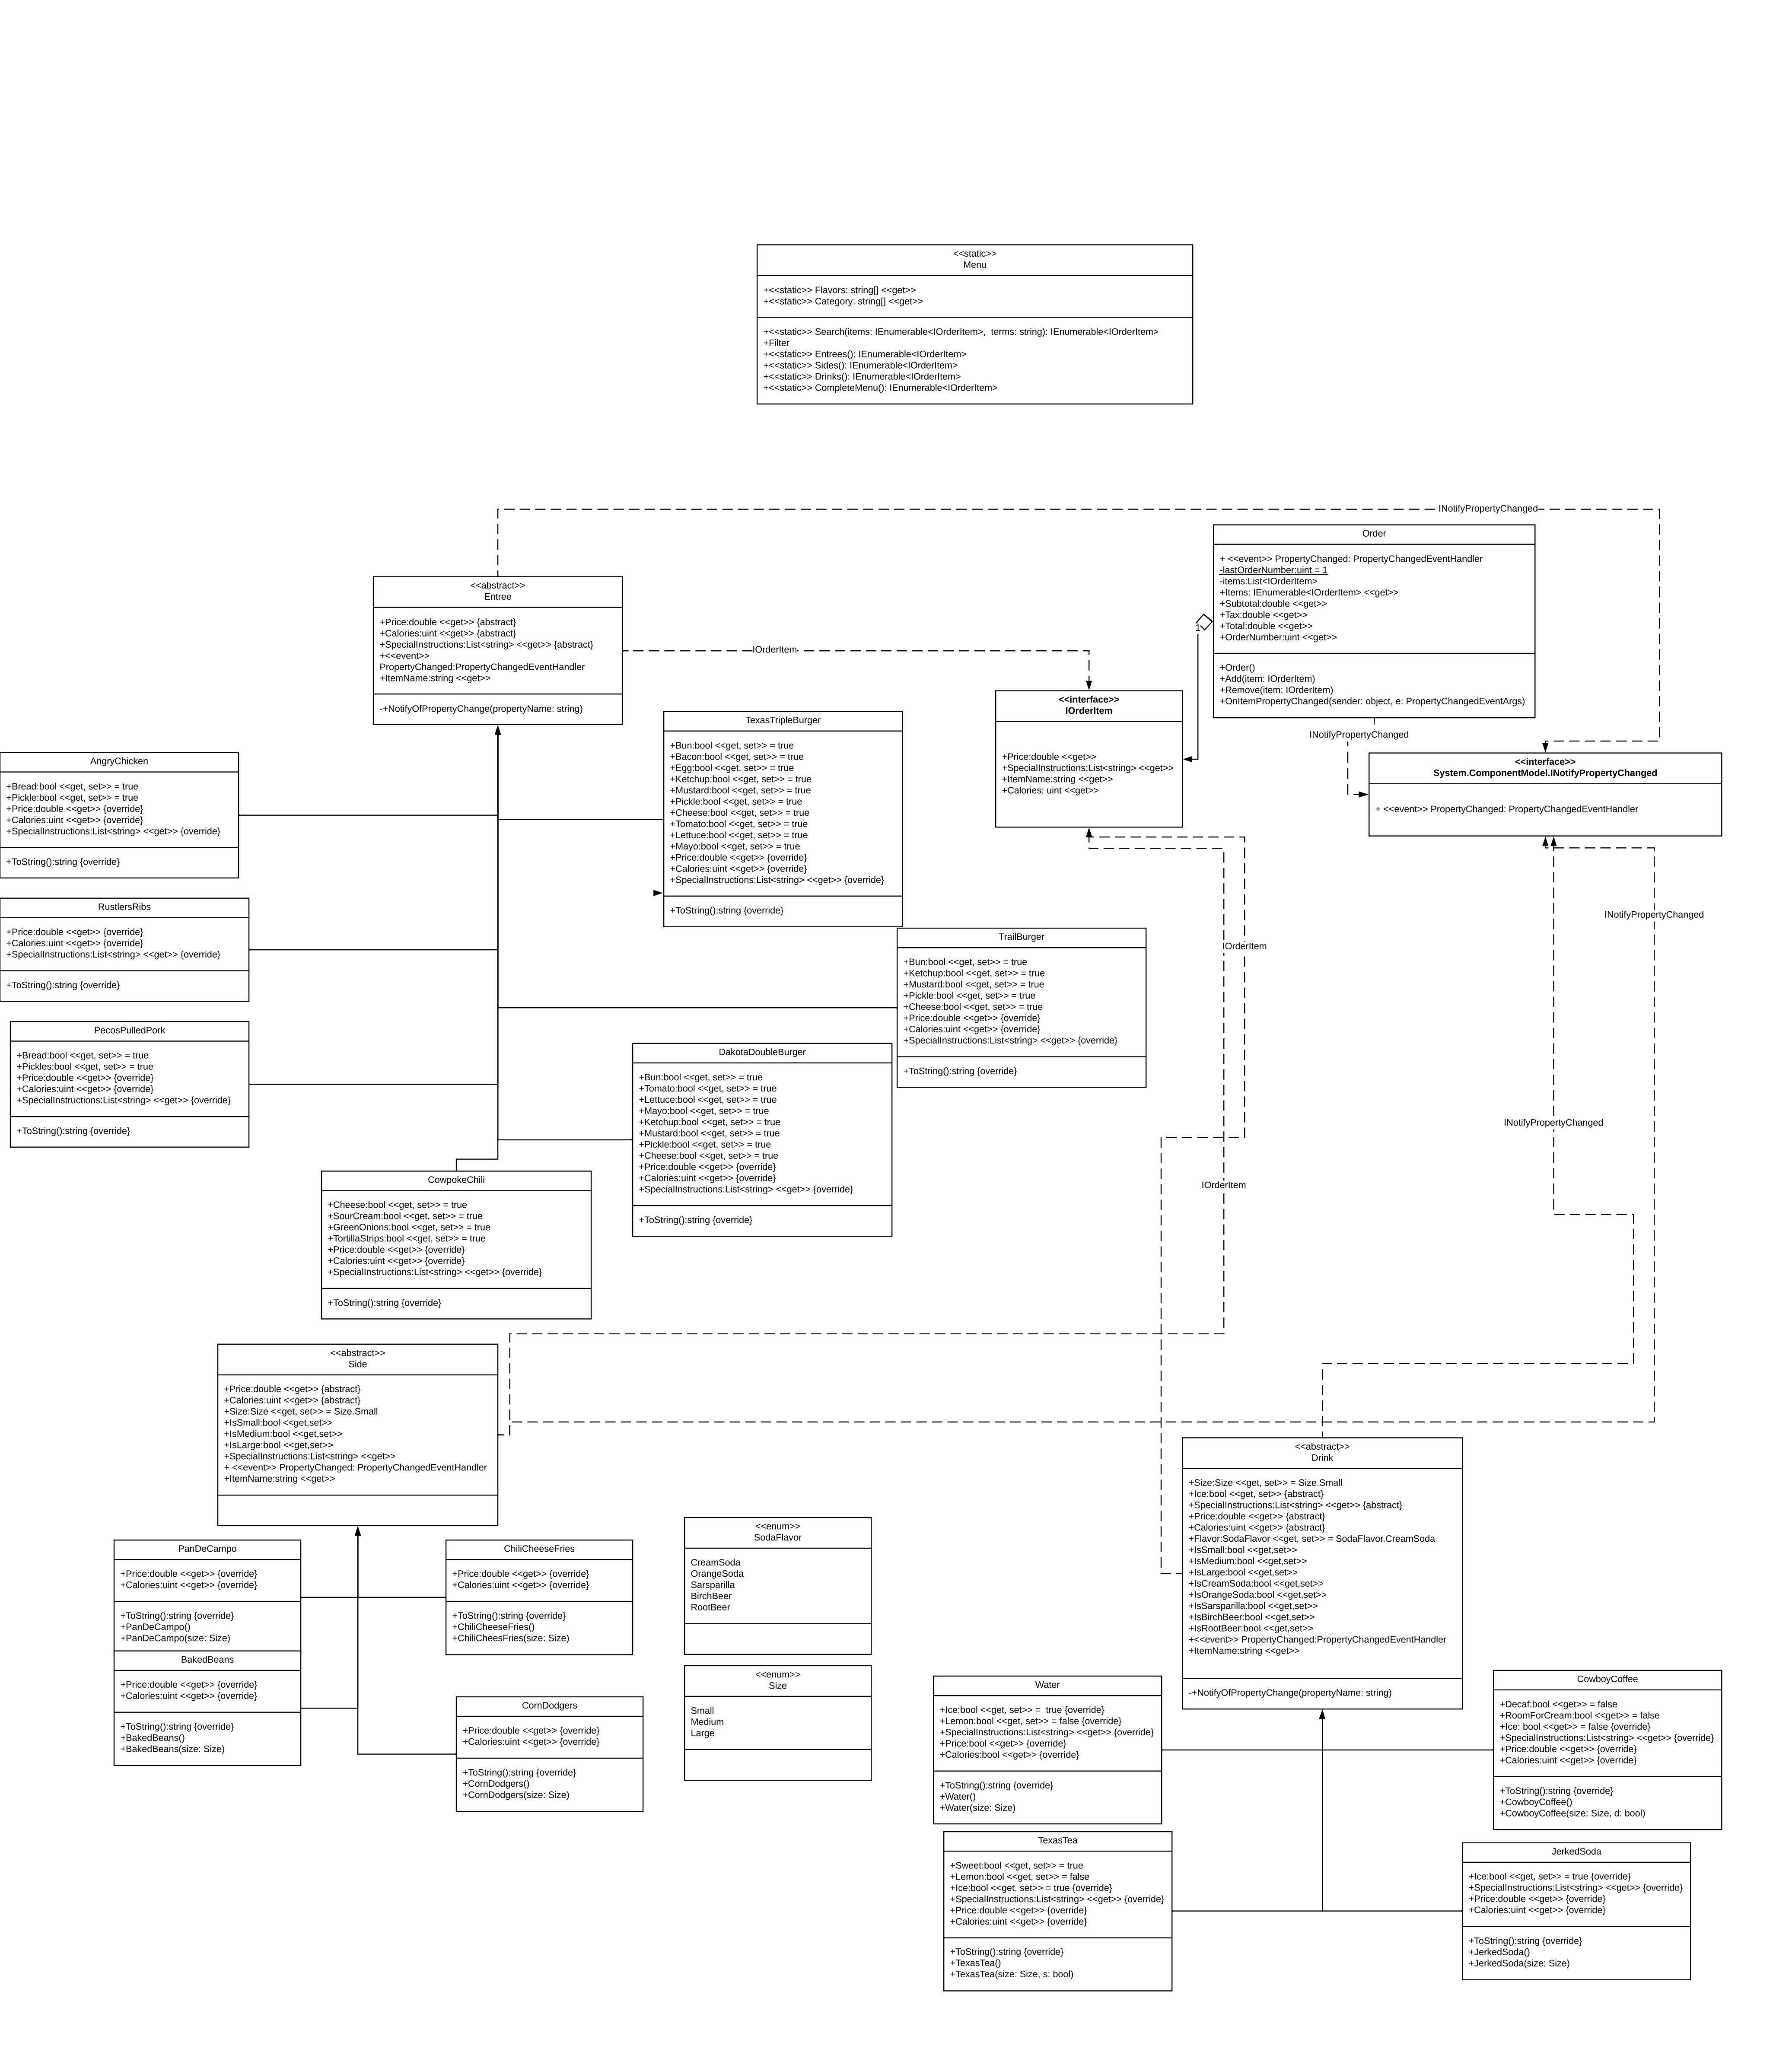 <<static>>
Menu
+<<static>> Flavors: string[] <<get>>
+<<static>> Category: string[] <<get>>
+<<static>> Search(items: IEnumerable<IOrderItem>,  terms: string): IEnumerable<IOrderItem>
+Filter
+<<static>> Entrees(): IEnumerable<IOrderItem>
+<<static>> Sides(): IEnumerable<IOrderItem>
+<<static>> Drinks(): IEnumerable<IOrderItem>
+<<static>> CompleteMenu(): IEnumerable<IOrderItem>
INotifyPropertyChanged
Order
+ <<event>> PropertyChanged: PropertyChangedEventHandler
-lastOrderNumber:uint = 1
-items:List<IOrderItem>
+Items: IEnumerable<IOrderItem> <<get>>
+Subtotal:double <<get>>
+Tax:double <<get>>
+Total:double <<get>>
+OrderNumber:uint <<get>>
+Order()
+Add(item: IOrderItem)
+Remove(item: IOrderItem)
+OnItemPropertyChanged(sender: object, e: PropertyChangedEventArgs)
1
<<abstract>>
Entree
+Price:double <<get>> {abstract}
+Calories:uint <<get>> {abstract}
+SpecialInstructions:List<string> <<get>> {abstract}
+<<event>>
PropertyChanged:PropertyChangedEventHandler
+ItemName:string <<get>>
-+NotifyOfPropertyChange(propertyName: string)
IOrderItem
<<interface>>
IOrderItem
+Price:double <<get>>
+SpecialInstructions:List<string> <<get>>
+ItemName:string <<get>>
+Calories: uint <<get>>
INotifyPropertyChanged
<<interface>>
System.ComponentModel.INotifyPropertyChanged
+ <<event>> PropertyChanged: PropertyChangedEventHandler
TexasTripleBurger
+Bun:bool <<get, set>> = true
+Bacon:bool <<get, set>> = true
+Egg:bool <<get, set>> = true
+Ketchup:bool <<get, set>> = true
+Mustard:bool <<get, set>> = true
+Pickle:bool <<get, set>> = true
+Cheese:bool <<get, set>> = true
+Tomato:bool <<get, set>> = true
+Lettuce:bool <<get, set>> = true
+Mayo:bool <<get, set>> = true
+Price:double <<get>> {override}
+Calories:uint <<get>> {override}
+SpecialInstructions:List<string> <<get>> {override}
+ToString():string {override}
AngryChicken
+Bread:bool <<get, set>> = true
+Pickle:bool <<get, set>> = true
+Price:double <<get>> {override}
+Calories:uint <<get>> {override}
+SpecialInstructions:List<string> <<get>> {override}
+ToString():string {override}
RustlersRibs
+Price:double <<get>> {override}
+Calories:uint <<get>> {override}
+SpecialInstructions:List<string> <<get>> {override}
+ToString():string {override}
TrailBurger
+Bun:bool <<get, set>> = true
+Ketchup:bool <<get, set>> = true
+Mustard:bool <<get, set>> = true
+Pickle:bool <<get, set>> = true
+Cheese:bool <<get, set>> = true
+Price:double <<get>> {override}
+Calories:uint <<get>> {override}
+SpecialInstructions:List<string> <<get>> {override}
+ToString():string {override}
IOrderItem
INotifyPropertyChanged
PecosPulledPork
+Bread:bool <<get, set>> = true
+Pickles:bool <<get, set>> = true
+Price:double <<get>> {override}
+Calories:uint <<get>> {override}
+SpecialInstructions:List<string> <<get>> {override}
+ToString():string {override}
DakotaDoubleBurger
+Bun:bool <<get, set>> = true
+Tomato:bool <<get, set>> = true
+Lettuce:bool <<get, set>> = true
+Mayo:bool <<get, set>> = true
+Ketchup:bool <<get, set>> = true
+Mustard:bool <<get, set>> = true
+Pickle:bool <<get, set>> = true
+Cheese:bool <<get, set>> = true
+Price:double <<get>> {override}
+Calories:uint <<get>> {override}
+SpecialInstructions:List<string> <<get>> {override}
+ToString():string {override}
INotifyPropertyChanged
IOrderItem
CowpokeChili
+Cheese:bool <<get, set>> = true
+SourCream:bool <<get, set>> = true
+GreenOnions:bool <<get, set>> = true
+TortillaStrips:bool <<get, set>> = true
+Price:double <<get>> {override}
+Calories:uint <<get>> {override}
+SpecialInstructions:List<string> <<get>> {override}
+ToString():string {override}
<<abstract>>
Side
+Price:double <<get>> {abstract}
+Calories:uint <<get>> {abstract}
+Size:Size <<get, set>> = Size.Small
+IsSmall:bool <<get,set>>
+IsMedium:bool <<get,set>>
+IsLarge:bool <<get,set>>
+SpecialInstructions:List<string> <<get>>
+ <<event>> PropertyChanged: PropertyChangedEventHandler
+ItemName:string <<get>>
<<abstract>>
Drink
+Size:Size <<get, set>> = Size.Small
+Ice:bool <<get, set>> {abstract}
+SpecialInstructions:List<string> <<get>> {abstract}
+Price:double <<get>> {abstract}
+Calories:uint <<get>> {abstract}
+Flavor:SodaFlavor <<get, set>> = SodaFlavor.CreamSoda
+IsSmall:bool <<get,set>>
+IsMedium:bool <<get,set>>
+IsLarge:bool <<get,set>>
+IsCreamSoda:bool <<get,set>>
+IsOrangeSoda:bool <<get,set>>
+IsSarsparilla:bool <<get,set>>
+IsBirchBeer:bool <<get,set>>
+IsRootBeer:bool <<get,set>>
+<<event>> PropertyChanged:PropertyChangedEventHandler
+ItemName:string <<get>>
-+NotifyOfPropertyChange(propertyName: string)
PanDeCampo
+Price:double <<get>> {override}
+Calories:uint <<get>> {override}
+ToString():string {override}
+PanDeCampo()
+PanDeCampo(size: Size)
ChiliCheeseFries
+Price:double <<get>> {override}
+Calories:uint <<get>> {override}
+ToString():string {override}
+ChiliCheeseFries()
+ChiliCheesFries(size: Size)
<<enum>>
SodaFlavor
CreamSoda
OrangeSoda
Sarsparilla
BirchBeer
RootBeer
BakedBeans
+Price:double <<get>> {override}
+Calories:uint <<get>> {override}
+ToString():string {override}
+BakedBeans()
+BakedBeans(size: Size)
CornDodgers
+Price:double <<get>> {override}
+Calories:uint <<get>> {override}
+ToString():string {override}
+CornDodgers()
+CornDodgers(size: Size)
<<enum>>
Size
Small
Medium
Large
Water
+Ice:bool <<get, set>> =  true {override}
+Lemon:bool <<get, set>> = false {override}
+SpecialInstructions:List<string> <<get>> {override}
+Price:bool <<get>> {override}
+Calories:bool <<get>> {override}
+ToString():string {override}
+Water()
+Water(size: Size)
CowboyCoffee
+Decaf:bool <<get>> = false
+RoomForCream:bool <<get>> = false
+Ice: bool <<get>> = false {override}
+SpecialInstructions:List<string> <<get>> {override}
+Price:double <<get>> {override}
+Calories:uint <<get>> {override}
+ToString():string {override}
+CowboyCoffee()
+CowboyCoffee(size: Size, d: bool)
TexasTea
+Sweet:bool <<get, set>> = true
+Lemon:bool <<get, set>> = false
+Ice:bool <<get, set>> = true {override}
+SpecialInstructions:List<string> <<get>> {override}
+Price:double <<get>> {override}
+Calories:uint <<get>> {override}
+ToString():string {override}
+TexasTea()
+TexasTea(size: Size, s: bool)
JerkedSoda
+Ice:bool <<get, set>> = true {override}
+SpecialInstructions:List<string> <<get>> {override}
+Price:double <<get>> {override}
+Calories:uint <<get>> {override}
+ToString():string {override}
+JerkedSoda()
+JerkedSoda(size: Size)